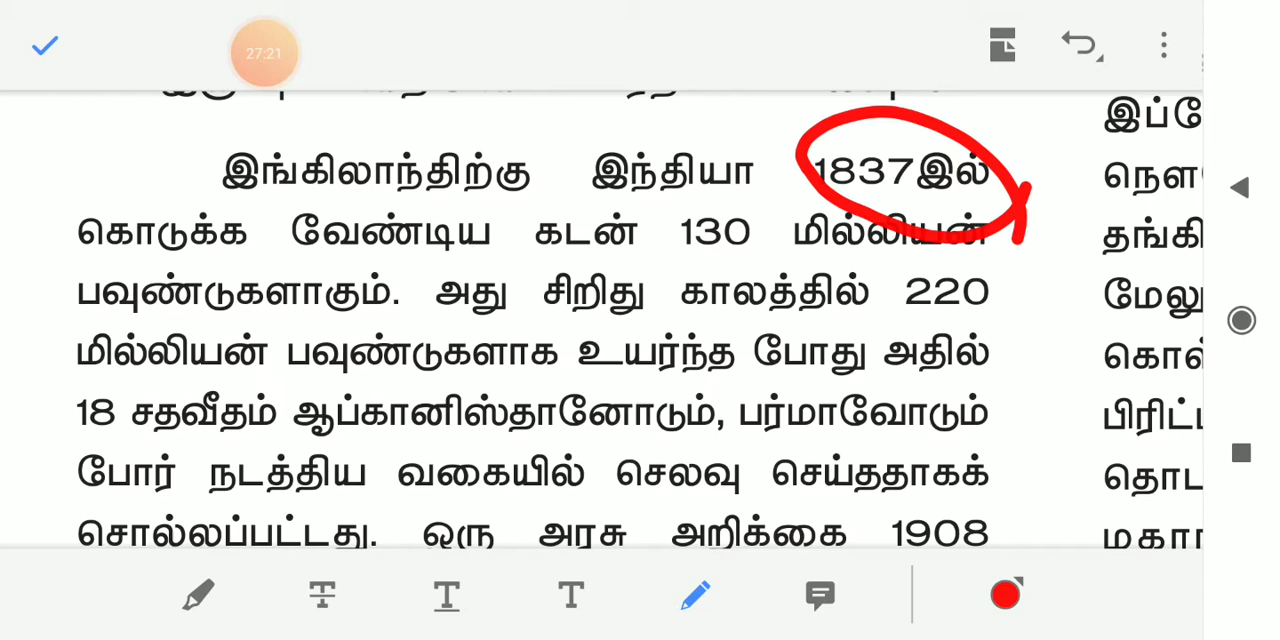 27:21
இங்கிலாந்திற்கு இந்தியா 1837இல்
கொடுக்க வேண்டிய கடன் 130 மில்லியன்
பவுண்டுகளாகும். அது சிறிது காலத்தில் 220
மில்லியன் பவுண்டுகளாக உயர்ந்த போது அதில்
18 சதவீதம் ஆப்கானிஸ்தானோடும், பர்மாவோடும்
போர் நடத்திய வகையில் செலவு செய்ததாகக்
சொல்லப்பட்டது. ஒரு அரசு அறிக்கை 1908